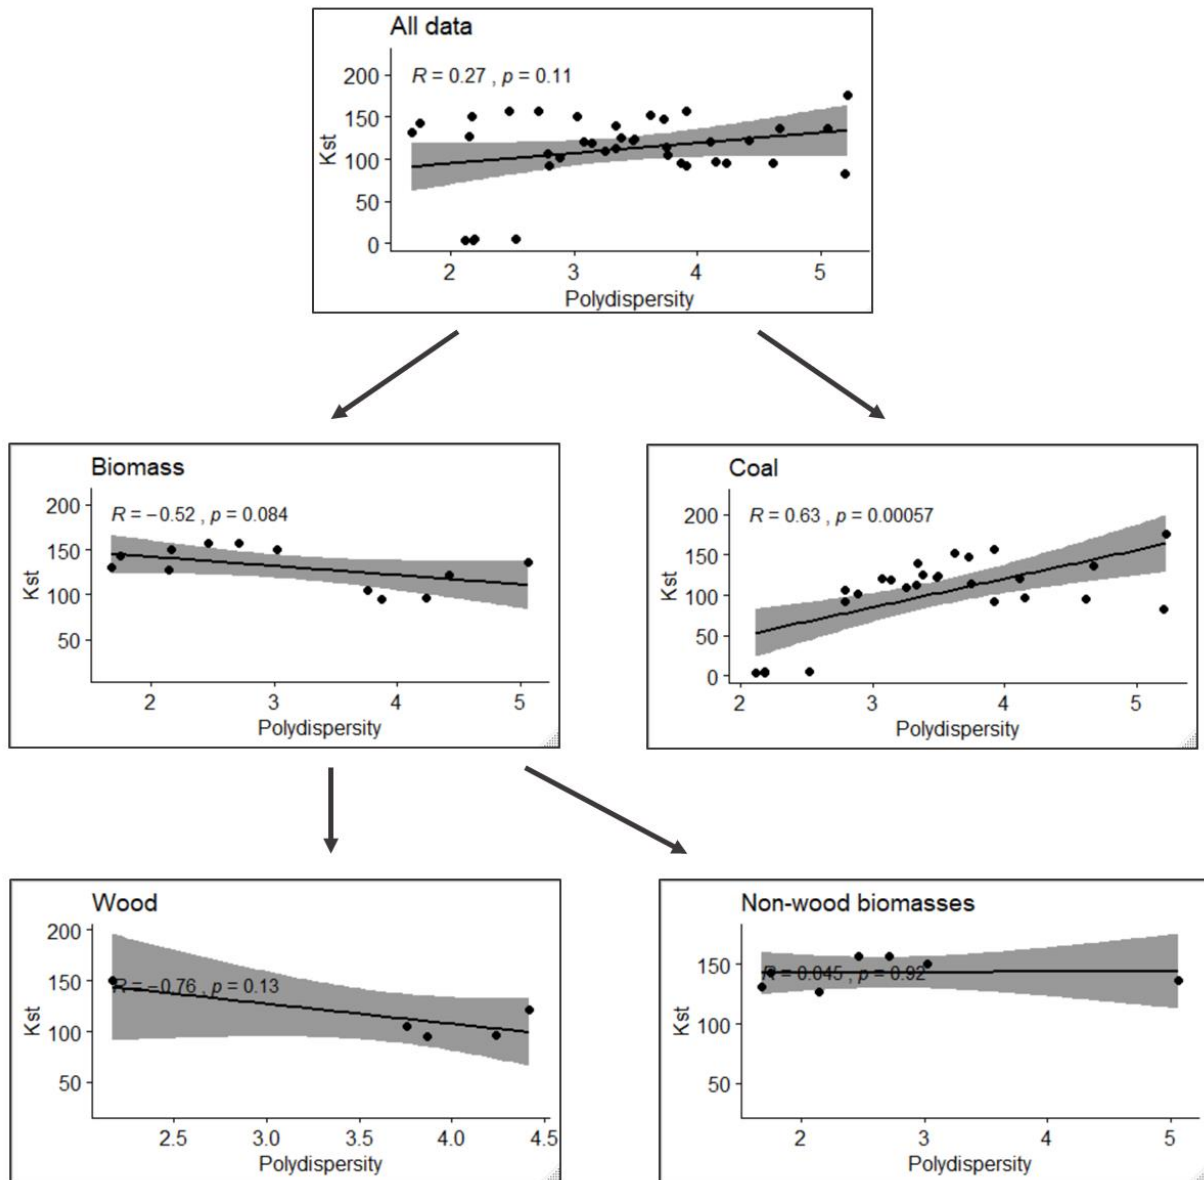 All data
R = 0.27 , p = 0.11
200
150
100
50
0
Kst
2 3 4 5
Polydispersity
Biomass
R = −0.52 , p = 0.084
200
150
100
50
Kst
2 3 4 5
Polydispersity
Coal
R = 0.63 , p = 0.00057
200
150
100
50
0
Kst
2 3 4 5
Polydispersity
Wood
R = −0.76 , p = 0.13
200
150
100
50
Kst
2.5 3.0 3.5 4.0 4.5
Polydispersity
Non-wood biomasses
R = 0.045 , p = 0.92
150
100
50
Kst
2 3 4 5
Polydispersity